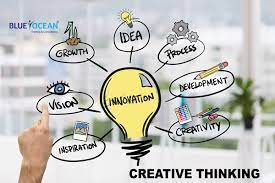 BLUE OCEAN
IDEA
GROWTH
PROCESS
VISION
INNOVATION
DEVELOPMENT
CREATIVITY
INSPIRATION
CREATIVE THINKING